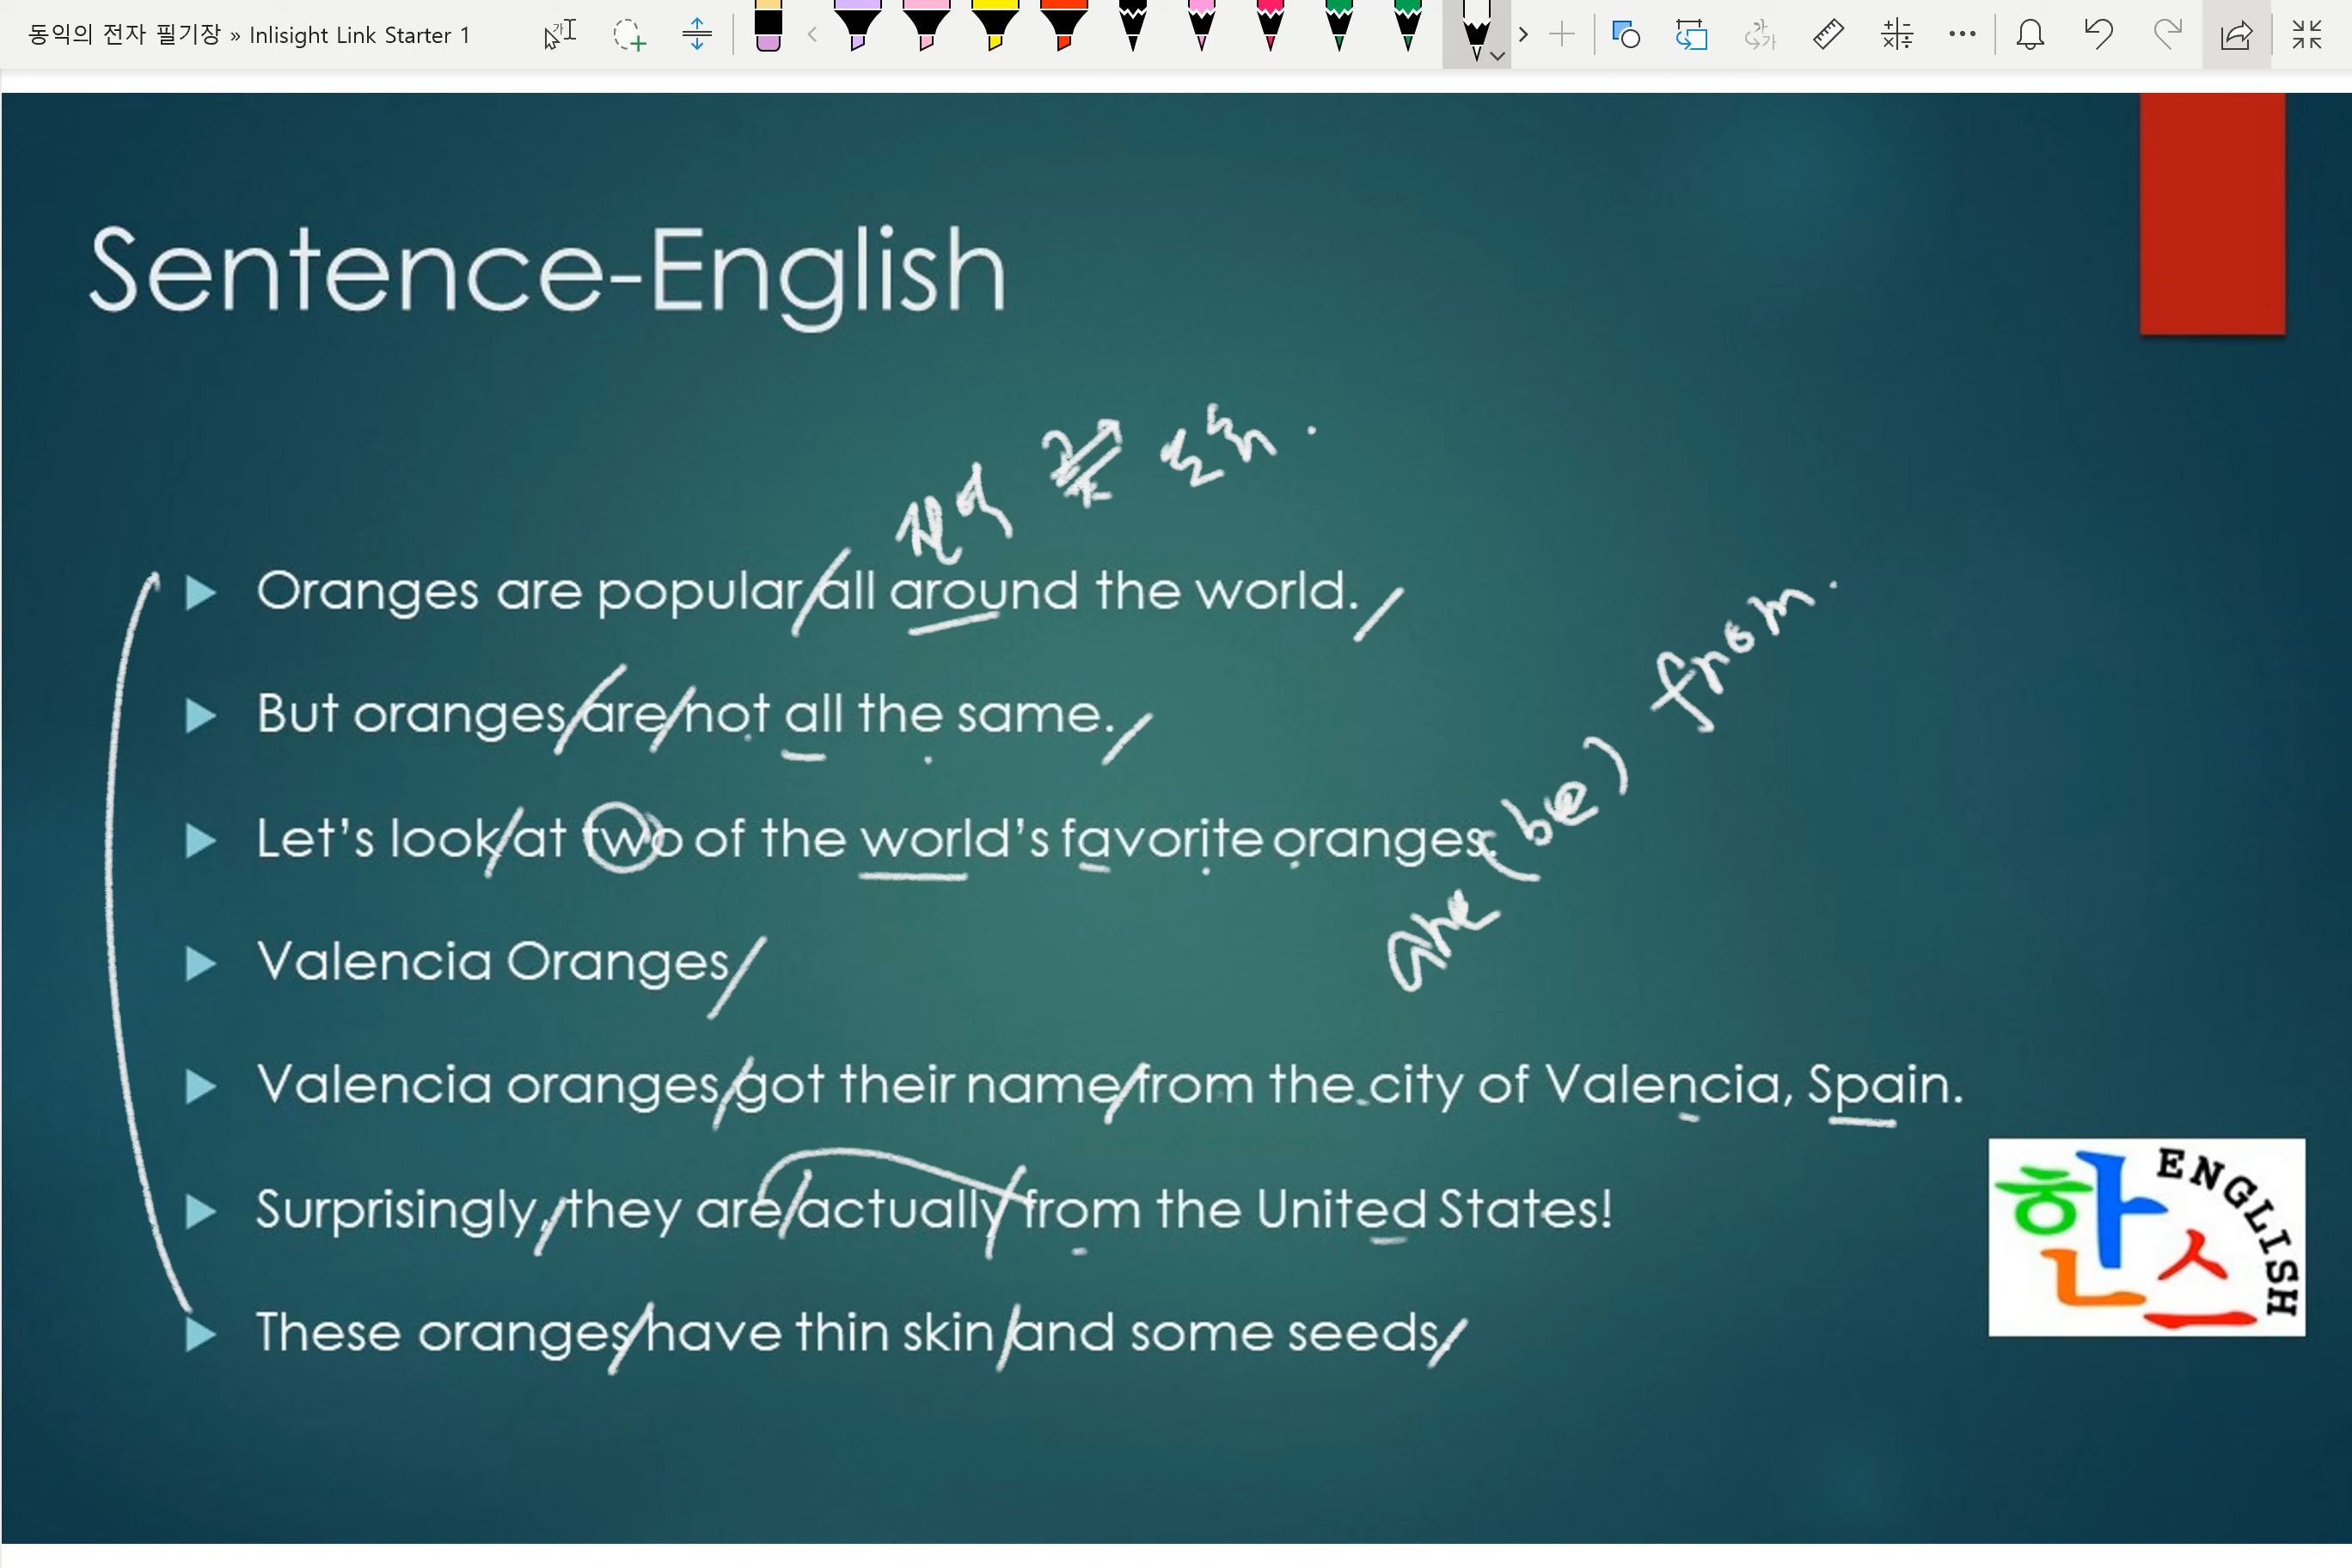 동익의 전자 필기장 » Inlisight Link Starter 1
Sentence-English
Oranges are popular all around the world.
But oranges are not all the same.
are (be) from.
Let's look at two of the world's favorite oranges.
Valencia Oranges
Valencia oranges got their name from the city of Valencia, Spain.
Surprisingly, they are actually from the United States!
These oranges have thin skin and some seeds
한스 ENGLISH